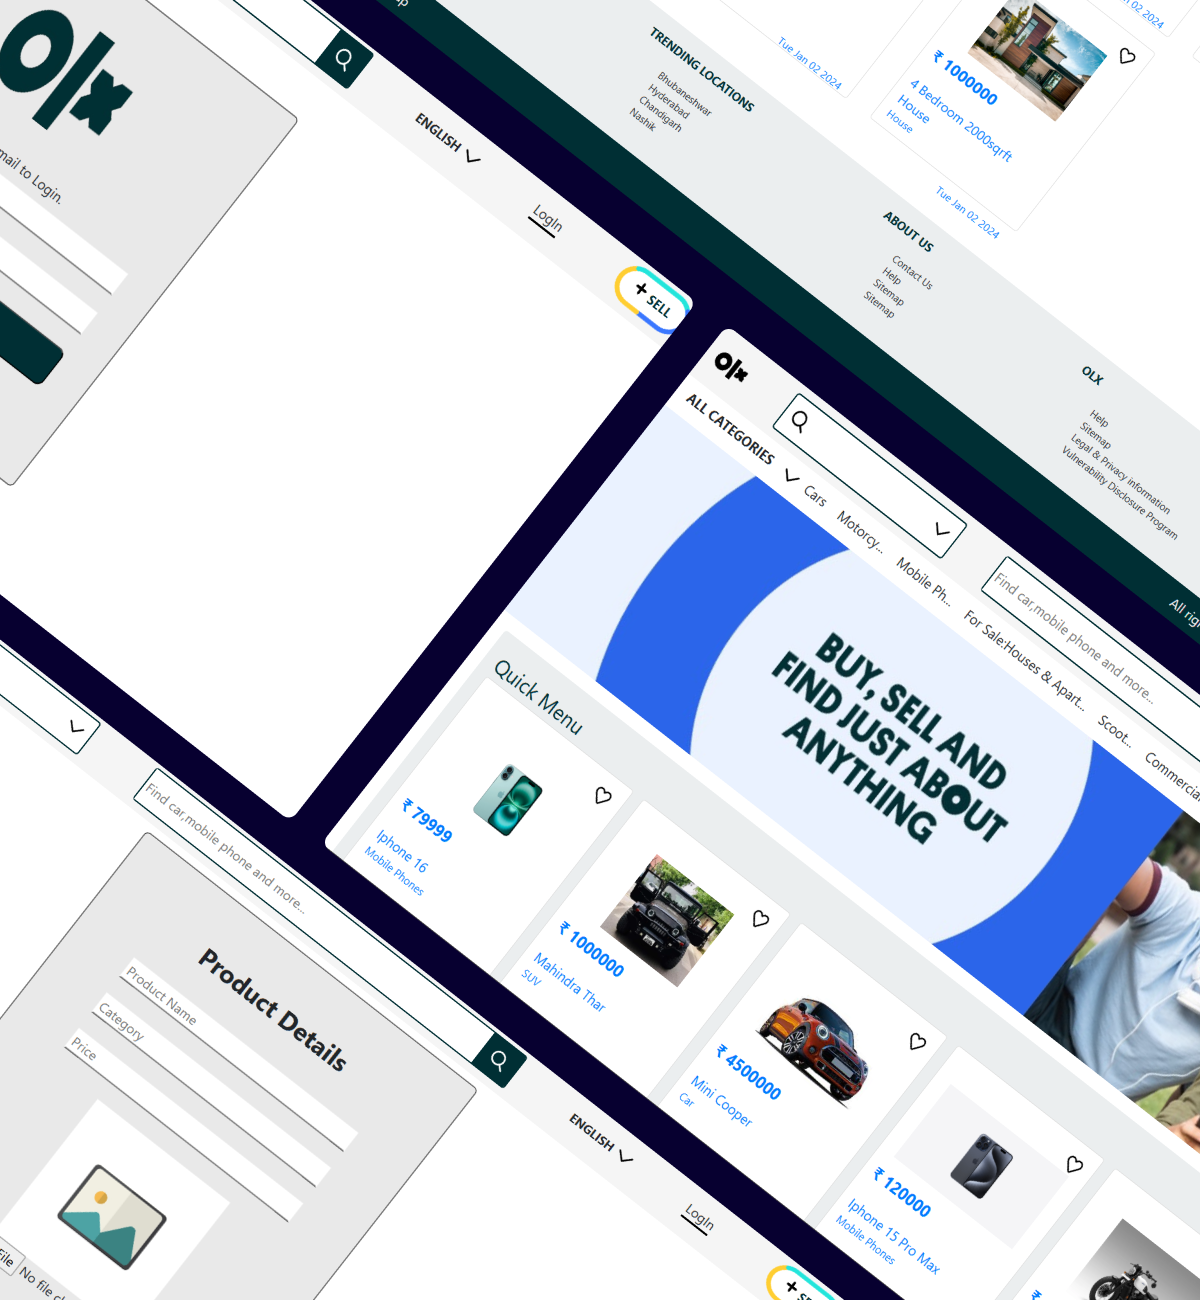 olx
mail to Login.
ENGLISH
LogIn
+ SELL
TRENDING LOCATIONS
Bhubaneshwar
Hyderabad
Chandigarh
Nashik
ABOUT US
Contact Us
Help
Sitemap
Sitemap
OLX
Help
Sitemap
Legal & Privacy information
Vulnerability Disclosure Program
Tue Jan 02 2024
₹ 1000000
4 Bedroom 2000sqrft
House
House
Tue Jan 02 2024
02 2024
olx
Find car,mobile phone and more...
ALL CATEGORIES
Cars
Motorcy...
Mobile Ph...
For Sale:Houses & Apart...
Scoot...
BUY, SELL AND
FIND JUST ABOUT
ANYTHING
Quick Menu
₹ 79999
Iphone 16
Mobile Phones
₹ 1000000
Mahindra Thar
SUV
₹ 4500000
Mini Cooper
Car
₹ 120000
Iphone 15 Pro Max
Mobile Phones
₹
Find car,mobile phone and more...
ENGLISH
LogIn
Product Details
Product Name
Category
Price
No file
All